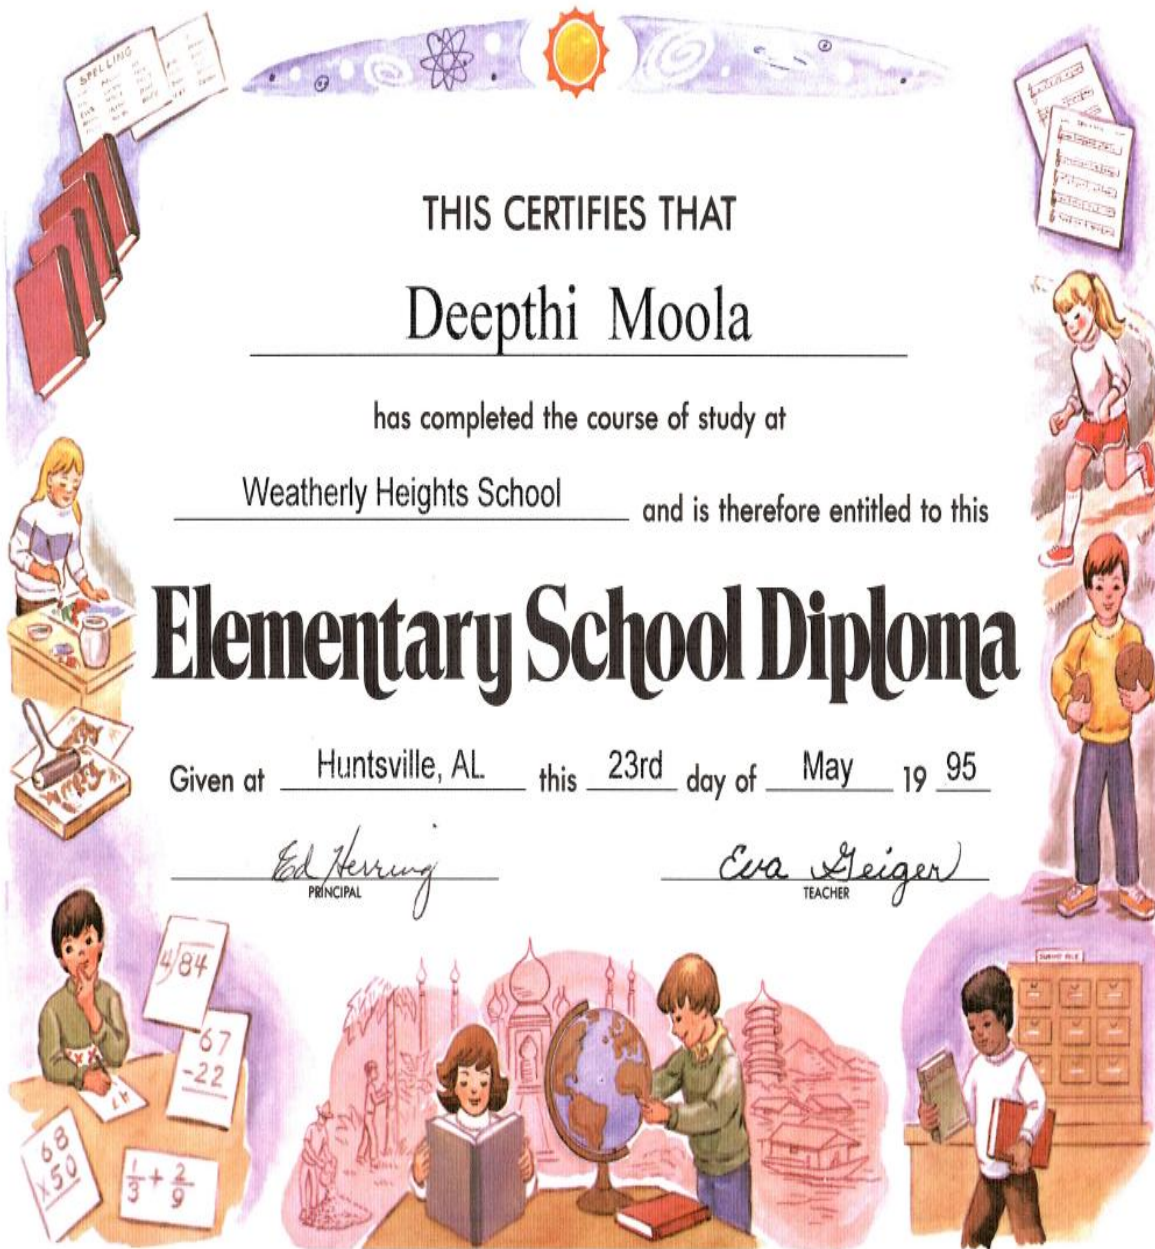 SPELLING
THIS CERTIFIES THAT
Deepthi Moola
has completed the course of study at
Weatherly Heights School and is therefore entitled to this
Elementary School Diploma
Given at Huntsville, AL. this 23rd day of May 19 95
Ed Herring Eva Geiger
PRINCIPAL TEACHER
4 84
67
-22
47
68
x50
1/3 + 2/9